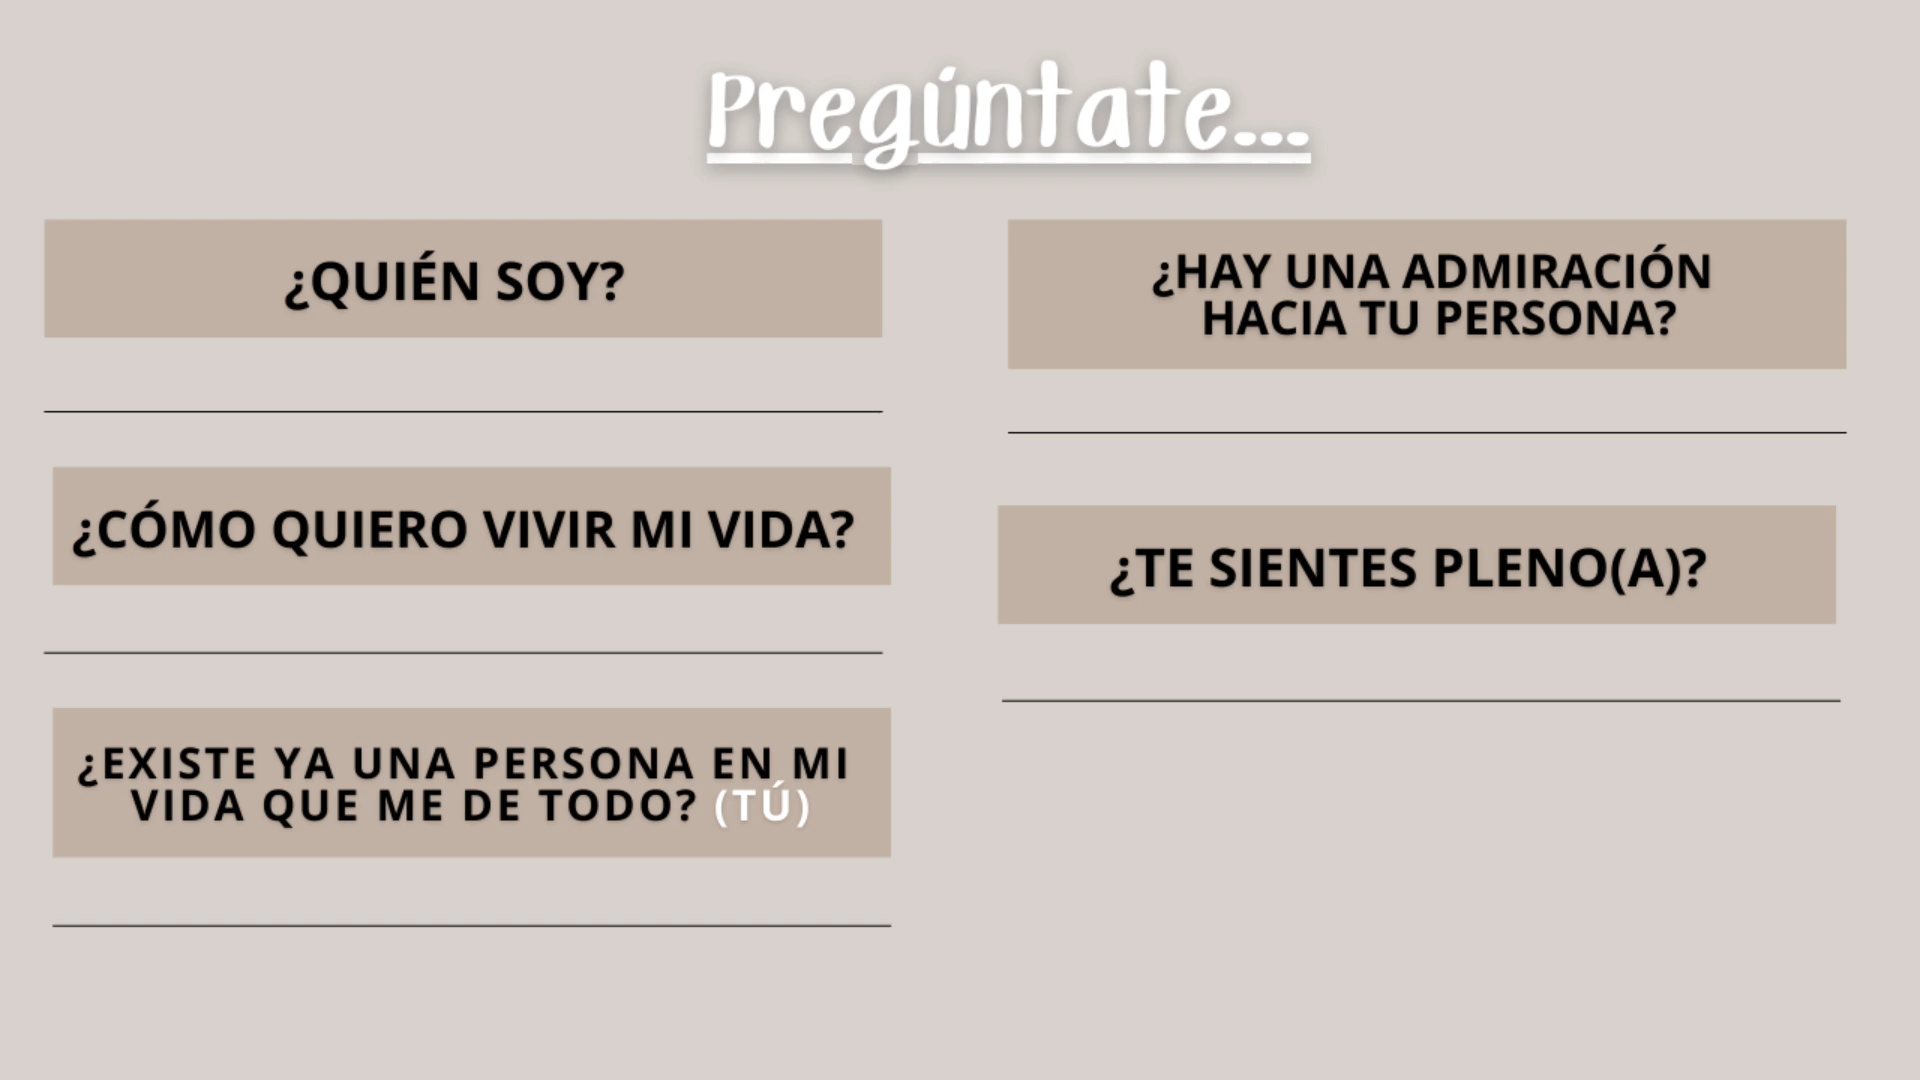 Pregúntate...
¿QUIÉN SOY?
¿CÓMO QUIERO VIVIR MI VIDA?
¿EXISTE YA UNA PERSONA EN MI
VIDA QUE ME DE TODO? (TÚ)
¿HAY UNA ADMIRACIÓN
HACIA TU PERSONA?
¿TE SIENTES PLENO(A)?